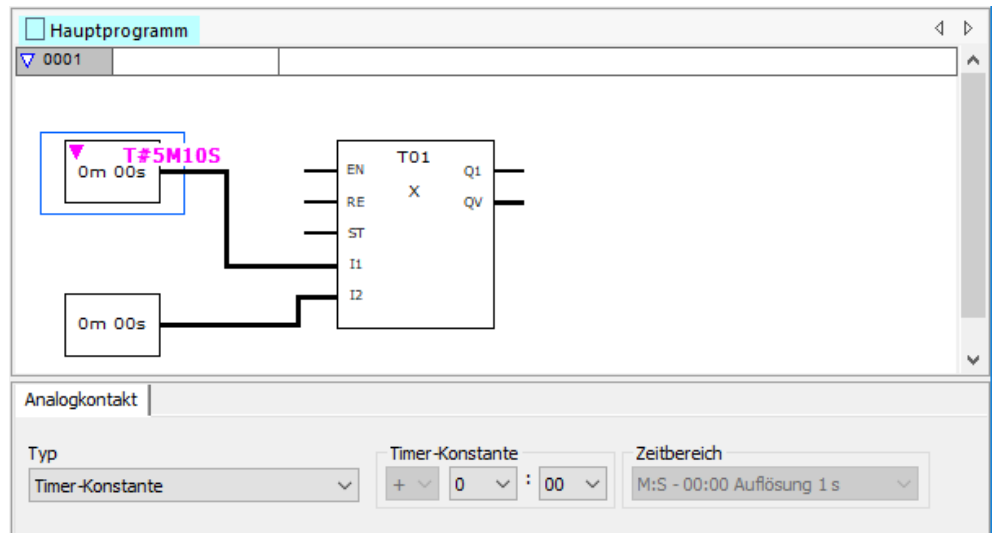 Hauptprogramm
0001
T#5M10S
0m 00s
T01
X
EN
RE
ST
I1
I2
Q1
QV
0m 00s
Analogkontakt
Typ
Timer-Konstante
Timer-Konstante
+ 0 : 00
Zeitbereich
M:S - 00:00 Auflösung 1 s